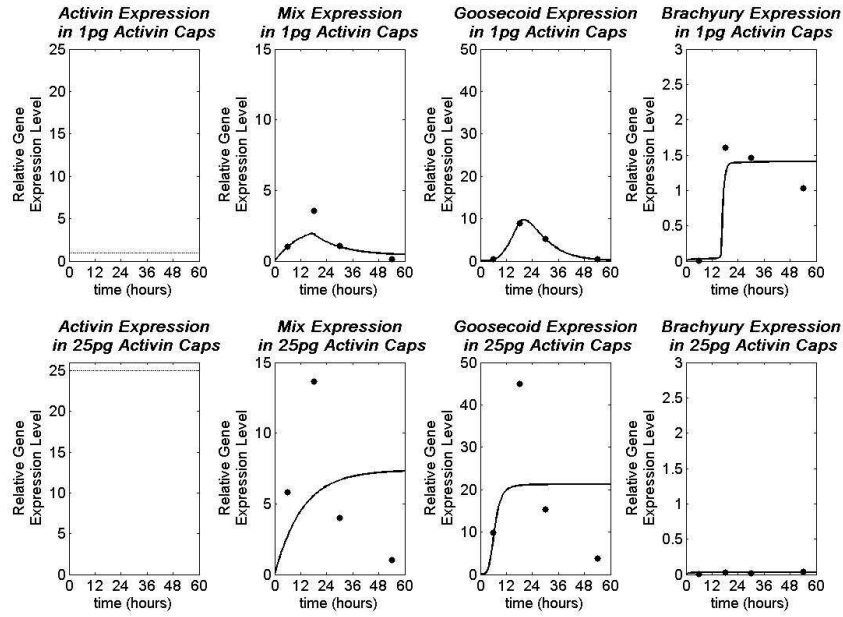 Activin Expression
in 1pg Activin Caps
Relative Gene
Expression Level
25
20
15
10
5
0
0 12 24 36 48 60
time (hours)
Mix Expression
in 1pg Activin Caps
Relative Gene
Expression Level
15
10
5
0
0 12 24 36 48 60
time (hours)
Goosecoid Expression
in 1pg Activin Caps
Relative Gene
Expression Level
50
40
30
20
10
0
0 12 24 36 48 60
time (hours)
Brachyury Expression
in 1pg Activin Caps
Relative Gene
Expression Level
3
2.5
2
1.5
1
0.5
0
0 12 24 36 48 60
time (hours)
Activin Expression
in 25pg Activin Caps
Relative Gene
Expression Level
25
20
15
10
5
0
0 12 24 36 48 60
time (hours)
Mix Expression
in 25pg Activin Caps
Relative Gene
Expression Level
15
10
5
0
0 12 24 36 48 60
time (hours)
Goosecoid Expression
in 25pg Activin Caps
Relative Gene
Expression Level
50
40
30
20
10
0
0 12 24 36 48 60
time (hours)
Brachyury Expression
in 25pg Activin Caps
Relative Gene
Expression Level
3
2.5
2
1.5
1
0.5
0
0 12 24 36 48 60
time (hours)